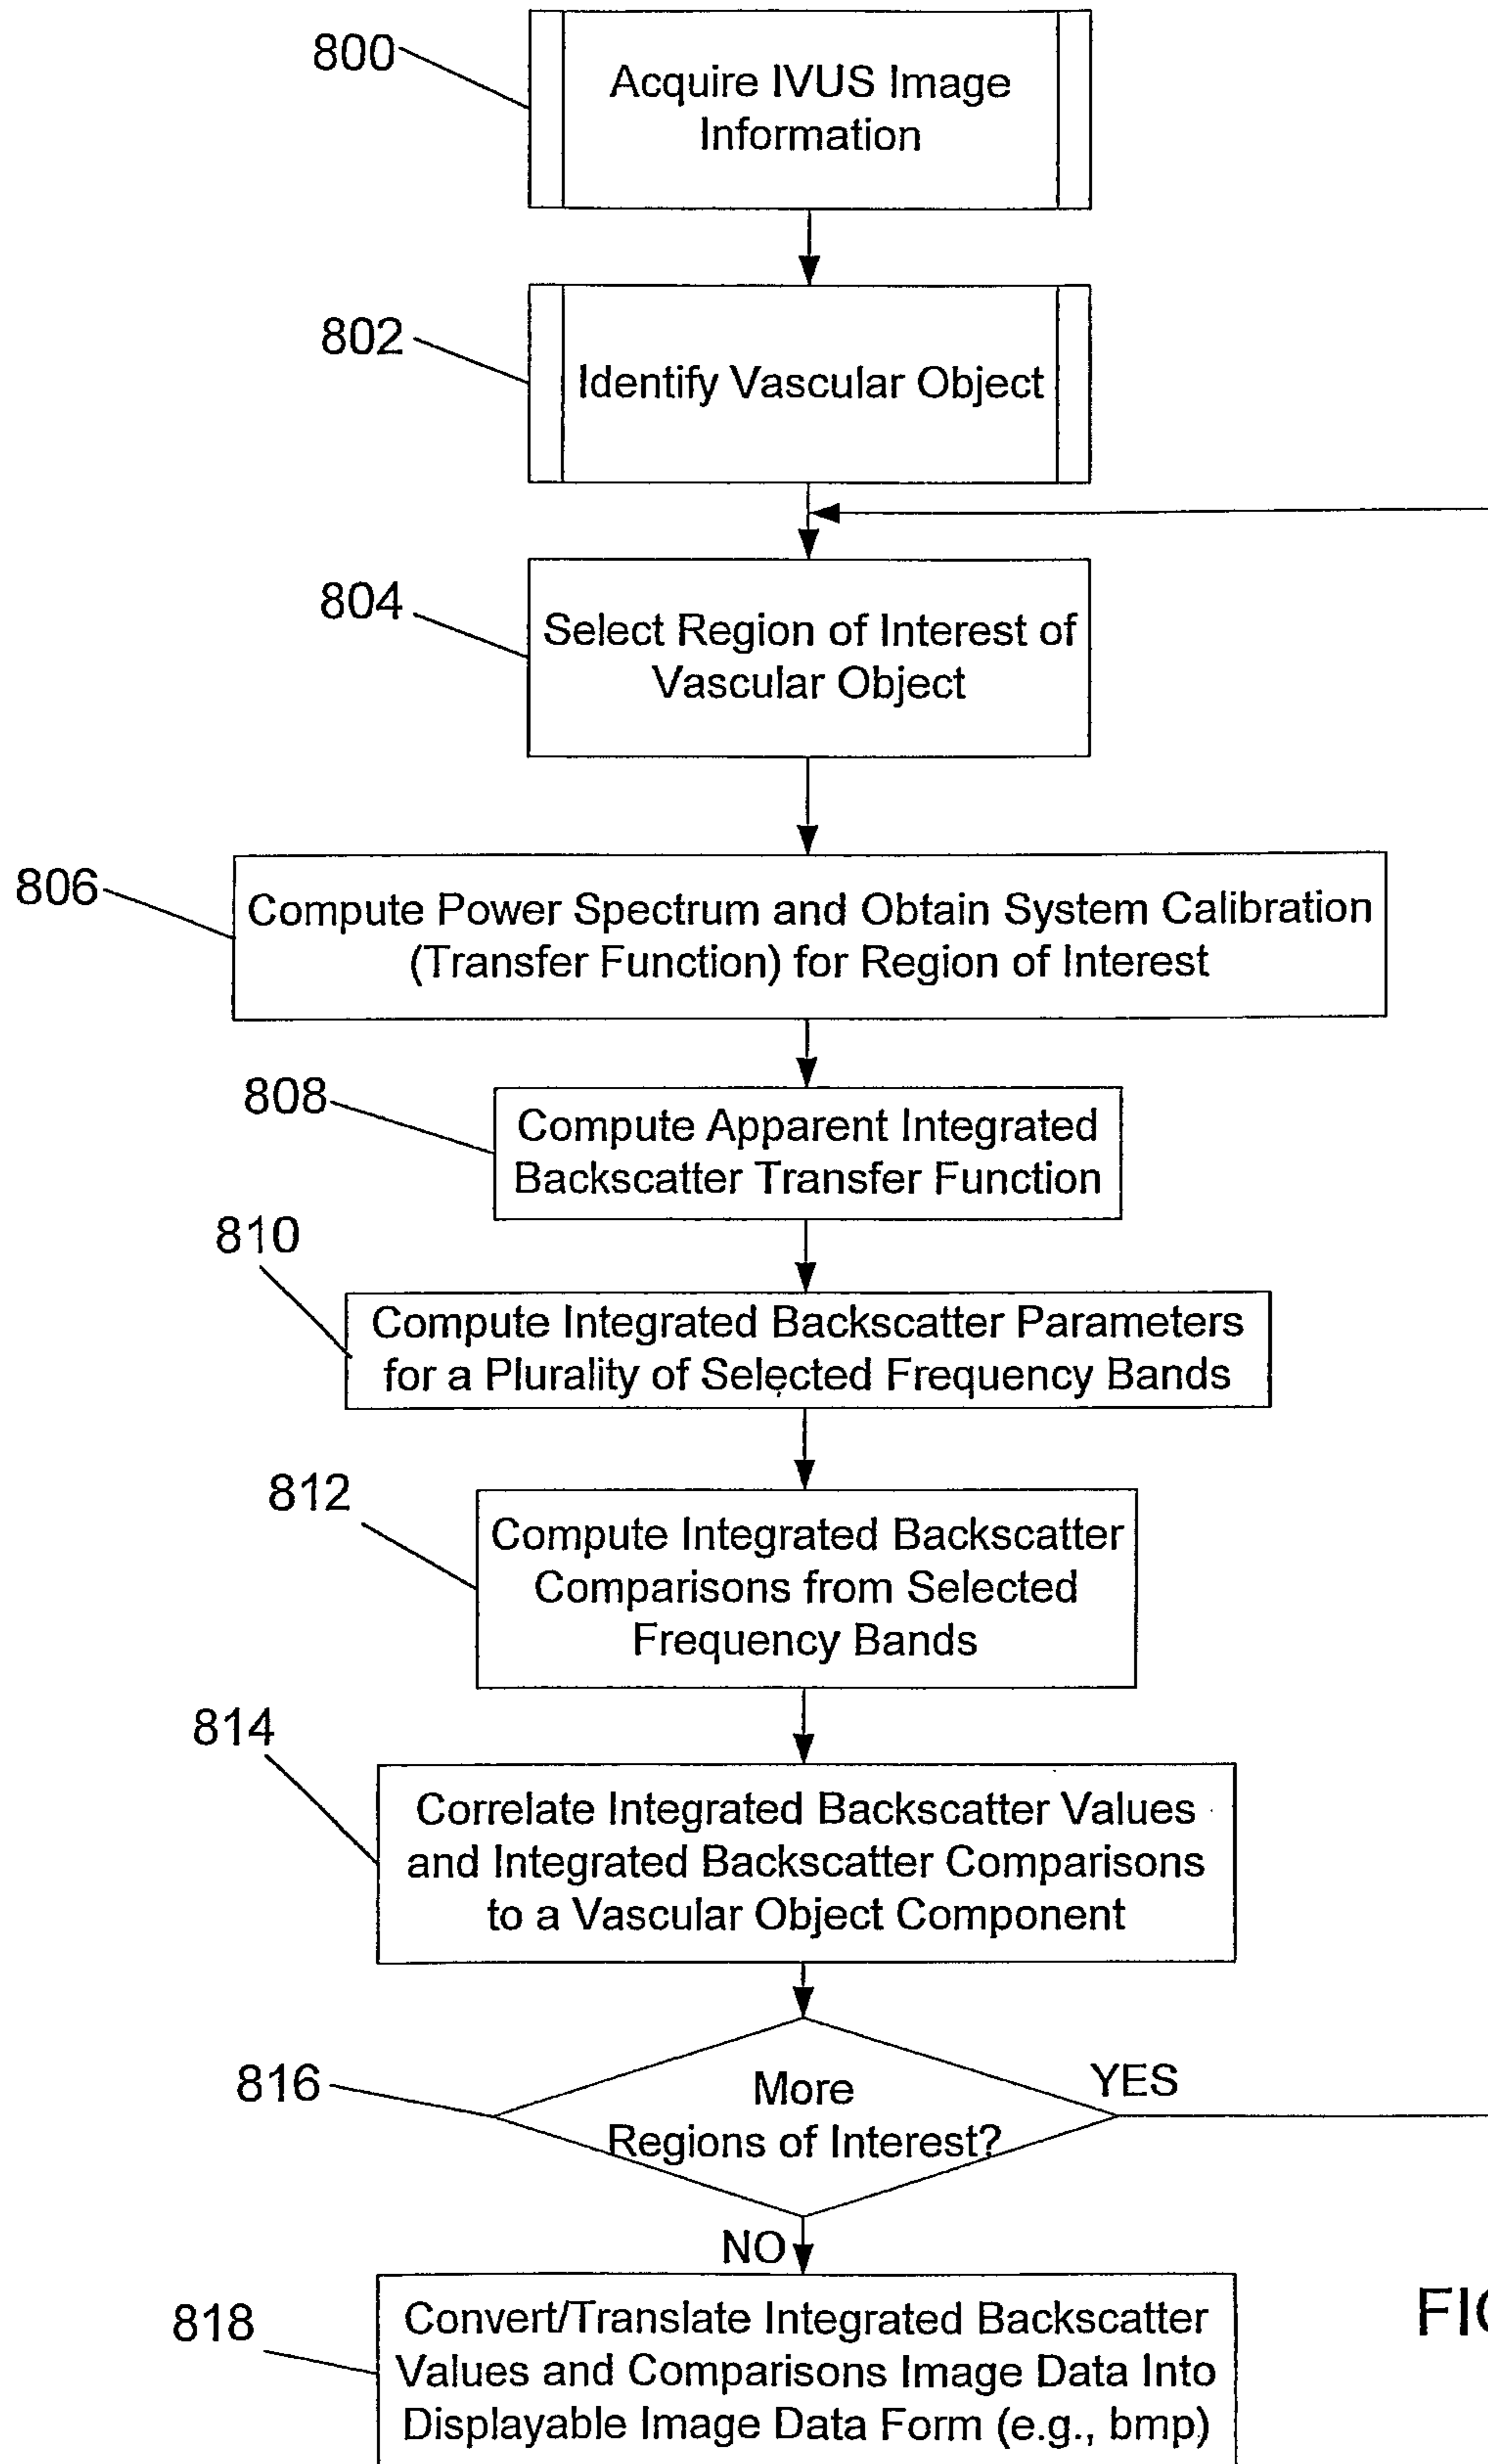 800
Acquire IVUS Image
Information
802
Identify Vascular Object
804
Select Region of Interest of
Vascular Object
806
Compute Power Spectrum and Obtain System Calibration
(Transfer Function) for Region of Interest
808
Compute Apparent Integrated
Backscatter Transfer Function
810
Compute Integrated Backscatter Parameters
for a Plurality of Selected Frequency Bands
812
Compute Integrated Backscatter
Comparisons from Selected
Frequency Bands
814
Correlate Integrated Backscatter Values
and Integrated Backscatter Comparisons
to a Vascular Object Component
816
More
Regions of Interest?
YES
NO
818
Convert/Translate Integrated Backscatter
Values and Comparisons Image Data Into
Displayable Image Data Form (e.g., bmp)